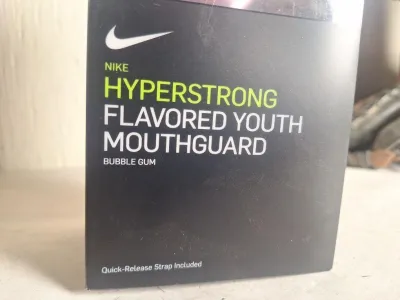 NIKE
HYPERSTRONG
FLAVORED YOUTH
MOUTHGUARD
BUBBLE GUM
Quick-Release Strap Included